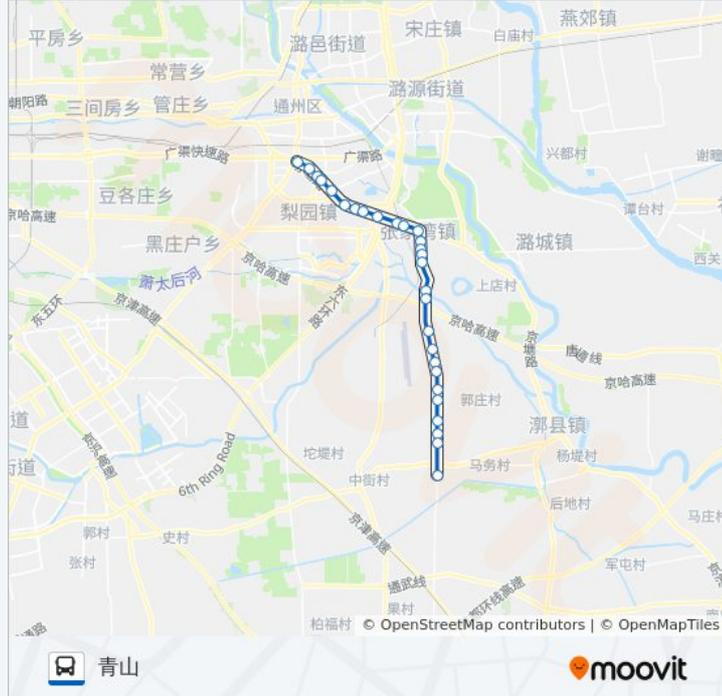 燕郊镇
宋庄镇
平房乡
潞邑街道
白庙村
常营乡
潞源街道
朝阳路
三间房乡
管庄乡
通州区
广渠快速路
广渠路
兴都村
豆各庄乡
梨园镇
谭台村
京哈高速
黑庄户乡
张家湾镇
潞城镇
京哈高速
西关
萧太后河
上店村
东六环路
京津高速
东五环
京哈高速
京塘路
唐通线
京哈高速
郭庄村
道
漷县镇
街道
京沪高速
坨堤村
杨堤村
6th Ring Road
马务村
中街村
后地村
京津高速
马庄村
郭村
史村
张村
军屯村
通武线
果村
都环线高速
柏福村
© OpenStreetMap contributors | © OpenMapTiles
青山
moovit